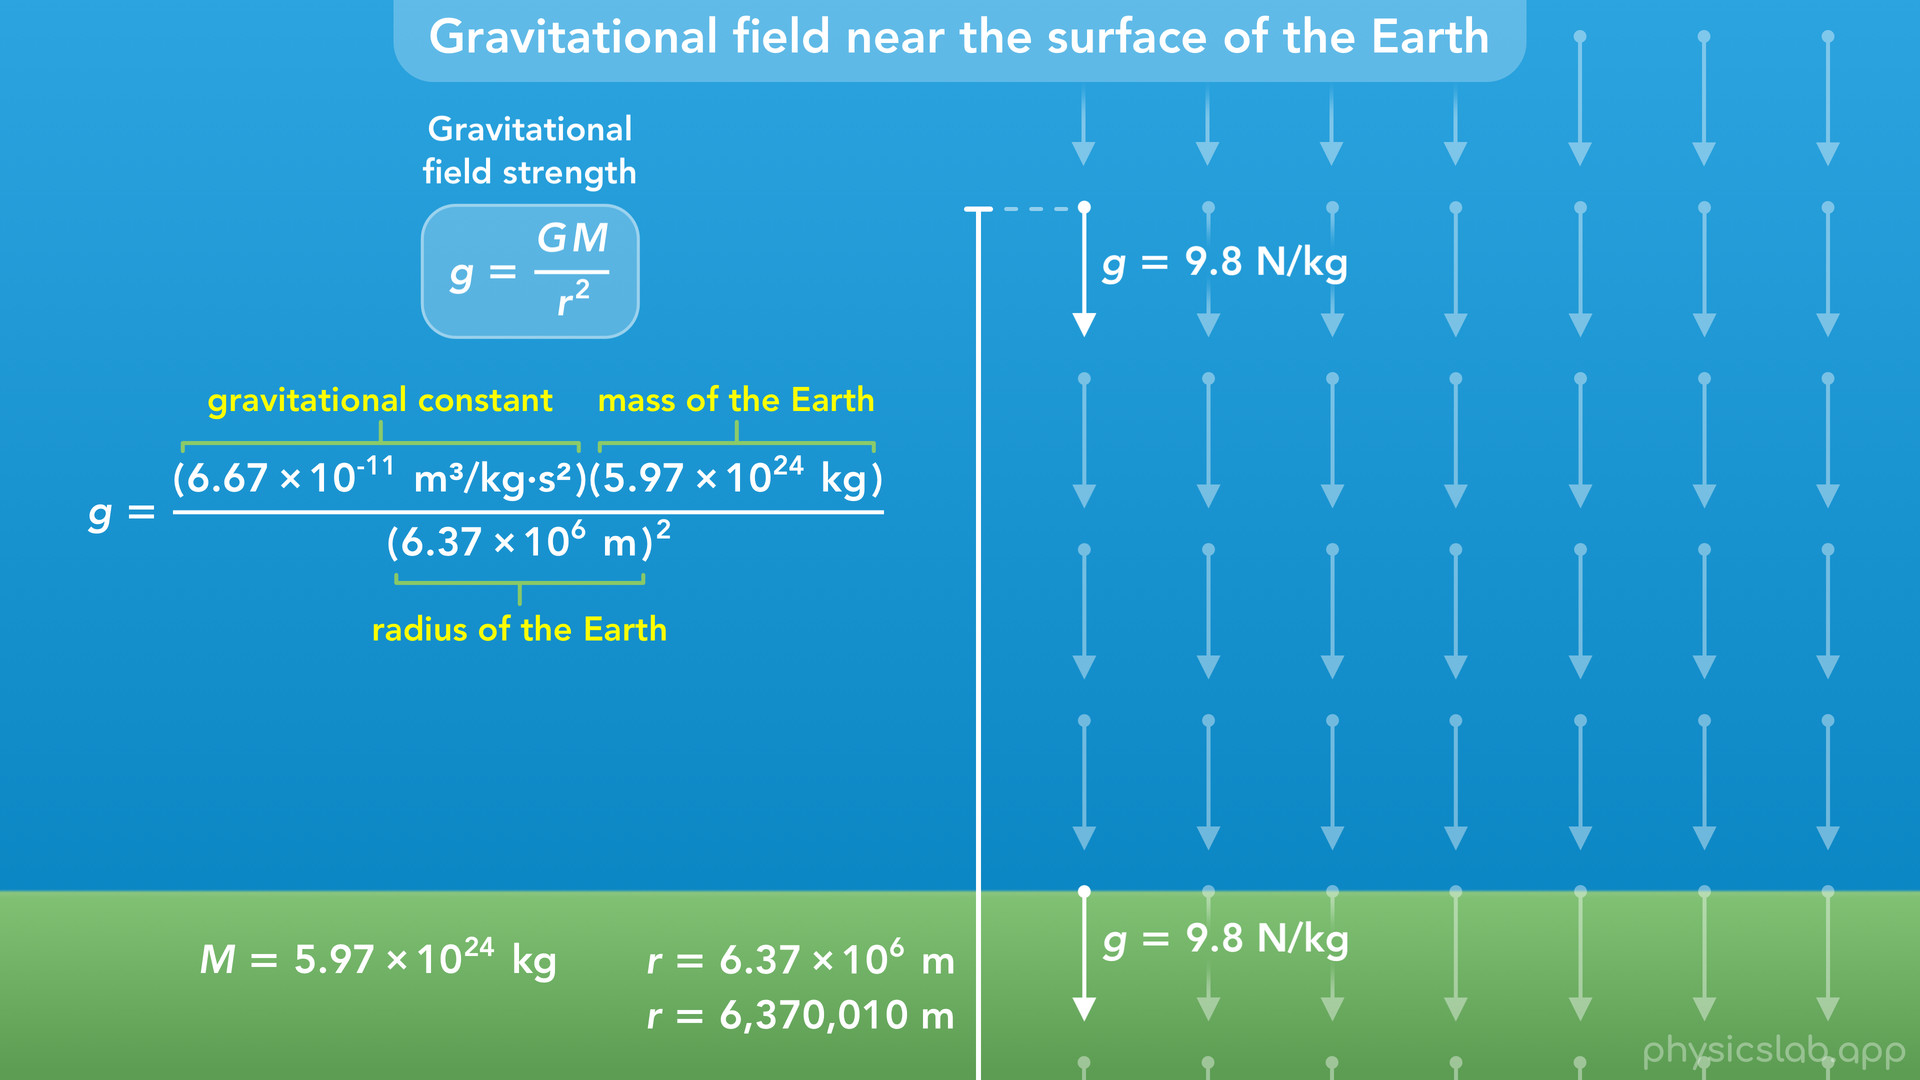 Gravitational field near the surface of the Earth
Gravitational
field strength
g = GM / r²
g = 9.8 N/kg
gravitational constant mass of the Earth
g = (6.67 × 10⁻¹¹ m³/kg·s²)(5.97 × 10²⁴ kg) / (6.37 × 10⁶ m)²
radius of the Earth
g = 9.8 N/kg
M = 5.97 × 10²⁴ kg r = 6.37 × 10⁶ m
r = 6,370,010 m
physicslab.app